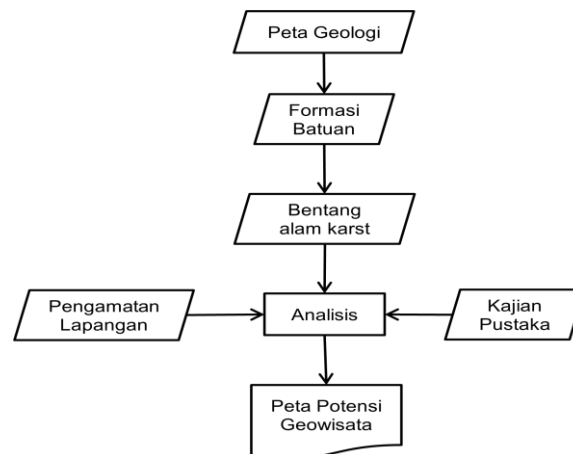 Peta Geologi
Formasi
Batuan
Bentang
alam karst
Pengamatan
Lapangan
Analisis
Kajian
Pustaka
Peta Potensi
Geowisata